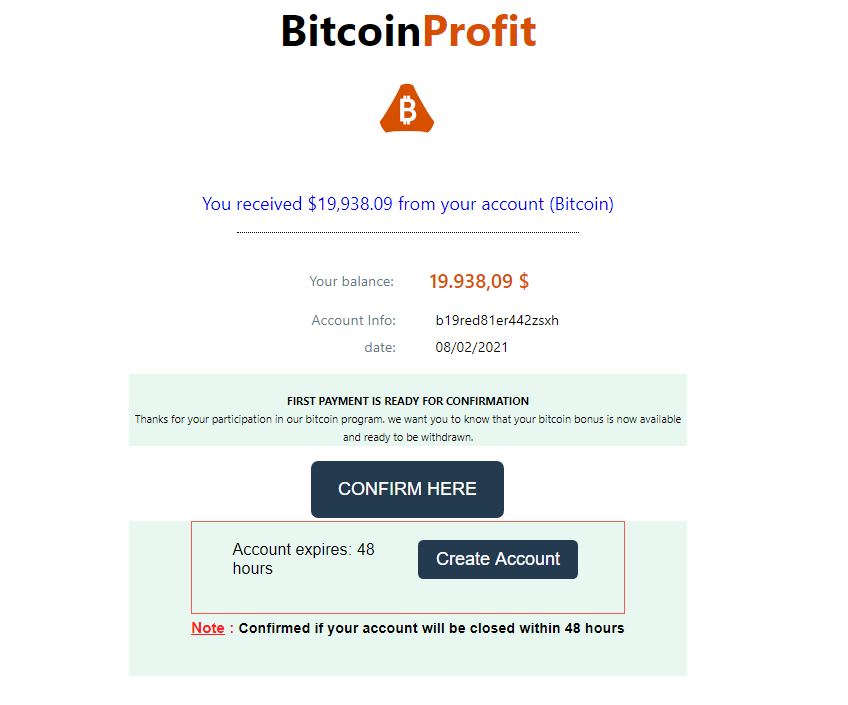 BitcoinProfit
You received $19,938.09 from your account (Bitcoin)
Your balance: 19.938,09 $
Account Info: b19red81er442zsxh
date: 08/02/2021
FIRST PAYMENT IS READY FOR CONFIRMATION
Thanks for your participation in our bitcoin program. we want you to know that your bitcoin bonus is now available
and ready to be withdrawn.
CONFIRM HERE
Account expires: 48
hours
Create Account
Note : Confirmed if your account will be closed within 48 hours